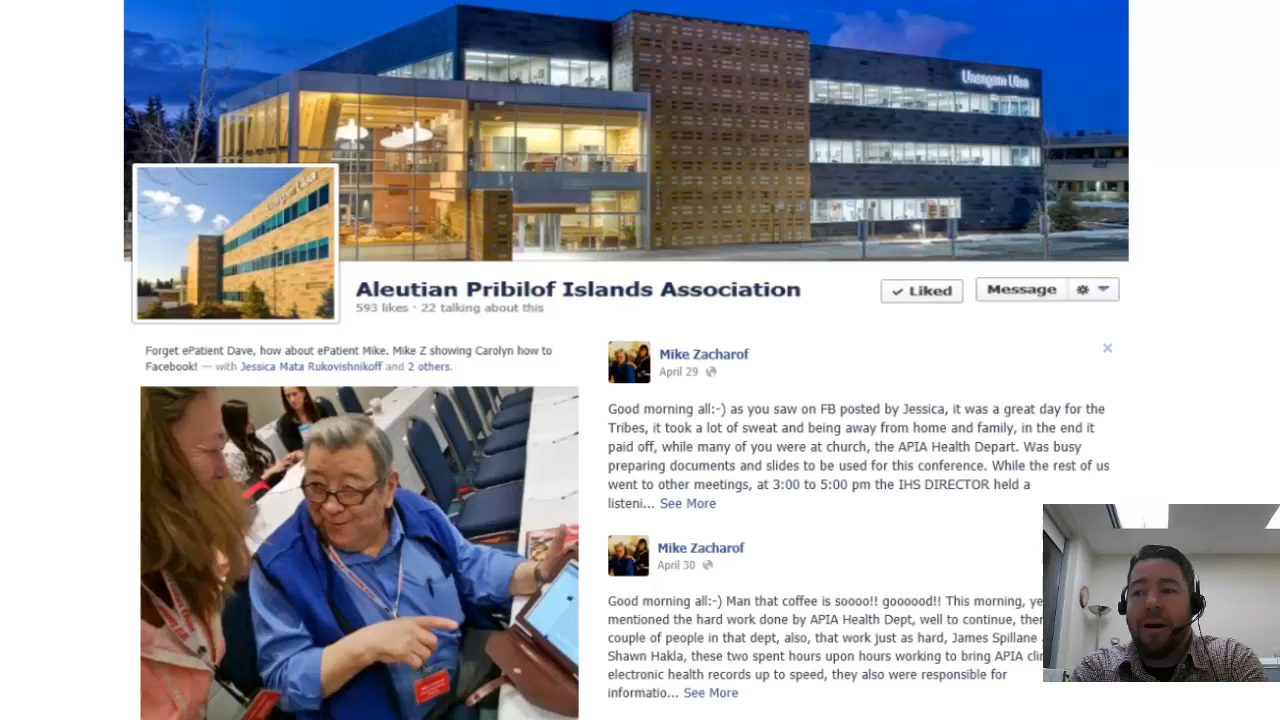 Unangam Ulaa
Aleutian Pribilof Islands Association
593 likes · 22 talking about this
Liked
Message
Forget ePatient Dave, how about ePatient Mike. Mike Z showing Carolyn how to
Facebook! — with Jessica Mata Rukovishnikoff and 2 others.
Mike Zacharof
April 29
Good morning all:-) as you saw on FB posted by Jessica, it was a great day for the
Tribes, it took a lot of sweat and being away from home and family, in the end it
paid off, while many of you were at church, the APIA Health Depart. Was busy
preparing documents and slides to be used for this conference. While the rest of us
went to other meetings, at 3:00 to 5:00 pm the IHS DIRECTOR held a
listeni... See More
Mike Zacharof
April 30
Good morning all:-) Man that coffee is soooo!! goooood!! This morning, ye
mentioned the hard work done by APIA Health Dept, well to continue, ther
couple of people in that dept, also, that work just as hard, James Spillane
Shawn Hakla, these two spent hours upon hours working to bring APIA cli
electronic health records up to speed, they also were responsible for
informatio... See More